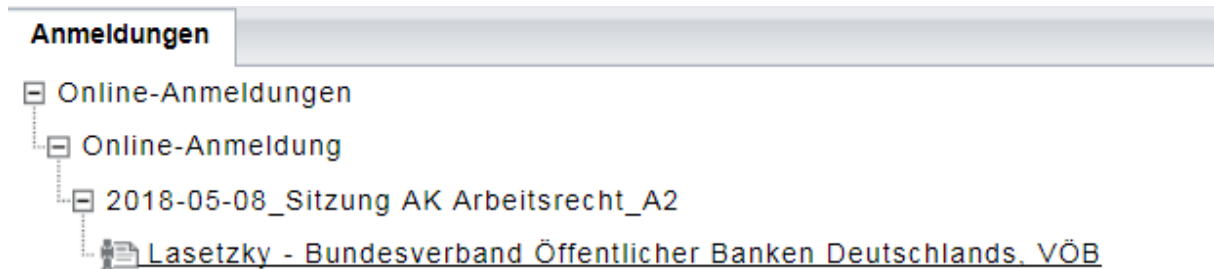 Anmeldungen
Online-Anmeldungen
Online-Anmeldung
2018-05-08_Sitzung AK Arbeitsrecht_A2
Lasetzky - Bundesverband Öffentlicher Banken Deutschlands, VÖB